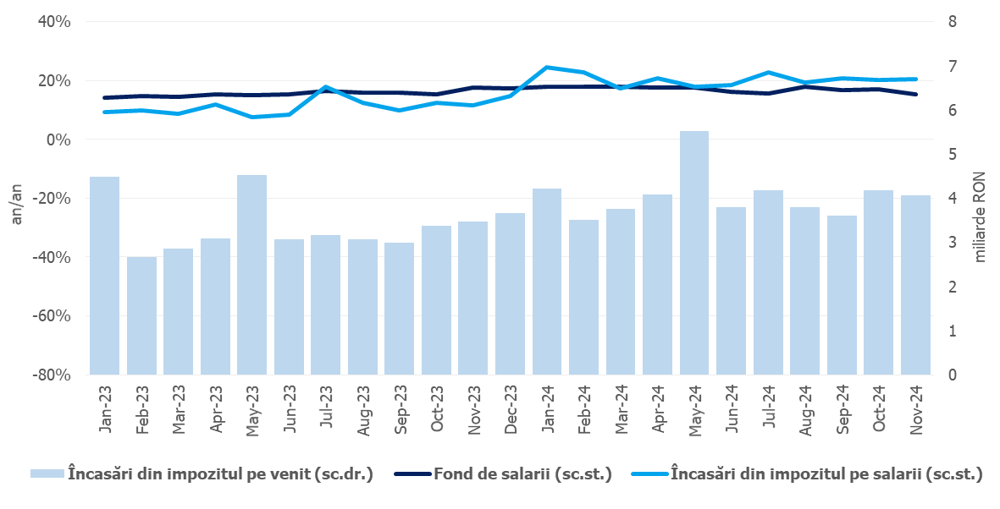 40%
20%
0%
-20%
-40%
-60%
-80%
an/an
8
7
6
5
4
3
2
1
0
miliarde RON
Jan-23
Feb-23
Mar-23
Apr-23
May-23
Jun-23
Jul-23
Aug-23
Sep-23
Oct-23
Nov-23
Dec-23
Jan-24
Feb-24
Mar-24
Apr-24
May-24
Jun-24
Jul-24
Aug-24
Sep-24
Oct-24
Nov-24
Încasări din impozitul pe venit (sc.dr.) Fond de salarii (sc.st.) Încasări din impozitul pe salarii (sc.st.)